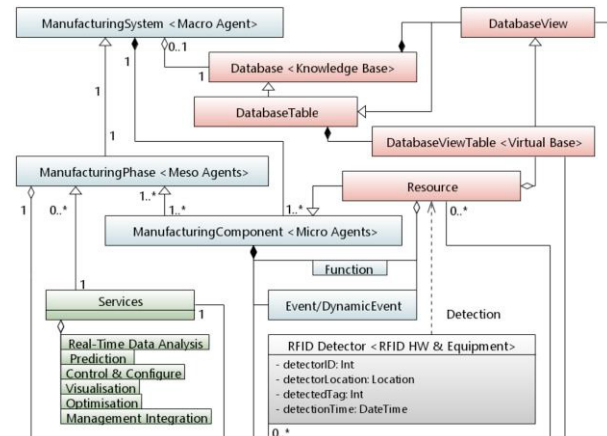 ManufacturingSystem <Macro Agent>
DatabaseView
0..1
1
1
Database <Knowledge Base>
1
DatabaseTable
1
DatabaseViewTable <Virtual Base>
ManufacturingPhase <Meso Agents>
Resource
1
0..*
1..*
1..*
1..*
0..*
ManufacturingComponent <Micro Agents>
Function
1
Services
1
Event/DynamicEvent
Detection
Real-Time Data Analysis
Prediction
Control & Configure
Visualisation
Optimisation
Management Integration
RFID Detector <RFID HW & Equipment>
- detectorID: Int
- detectorLocation: Location
- detectedTag: Int
- detectionTime: DateTime
0..*